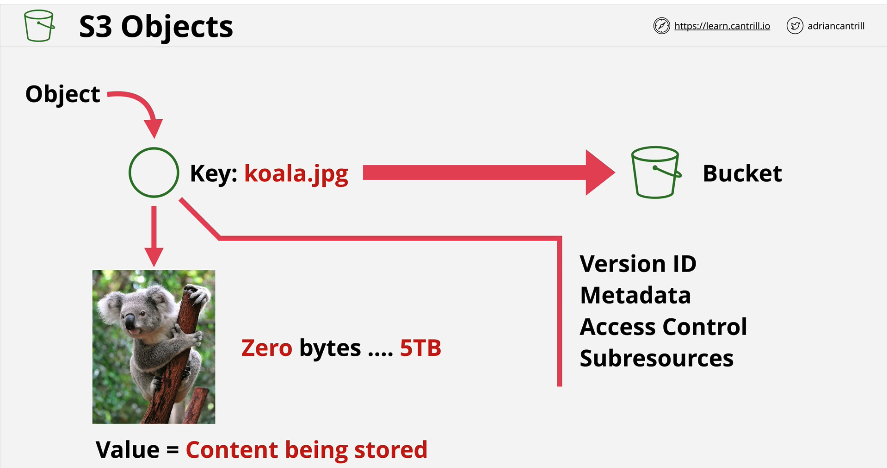 S3 Objects
https://learn.cantrill.io
adriancantrill
Object
Key: koala.jpg
Bucket
Version ID
Metadata
Access Control
Subresources
Zero bytes .... 5TB
Value = Content being stored